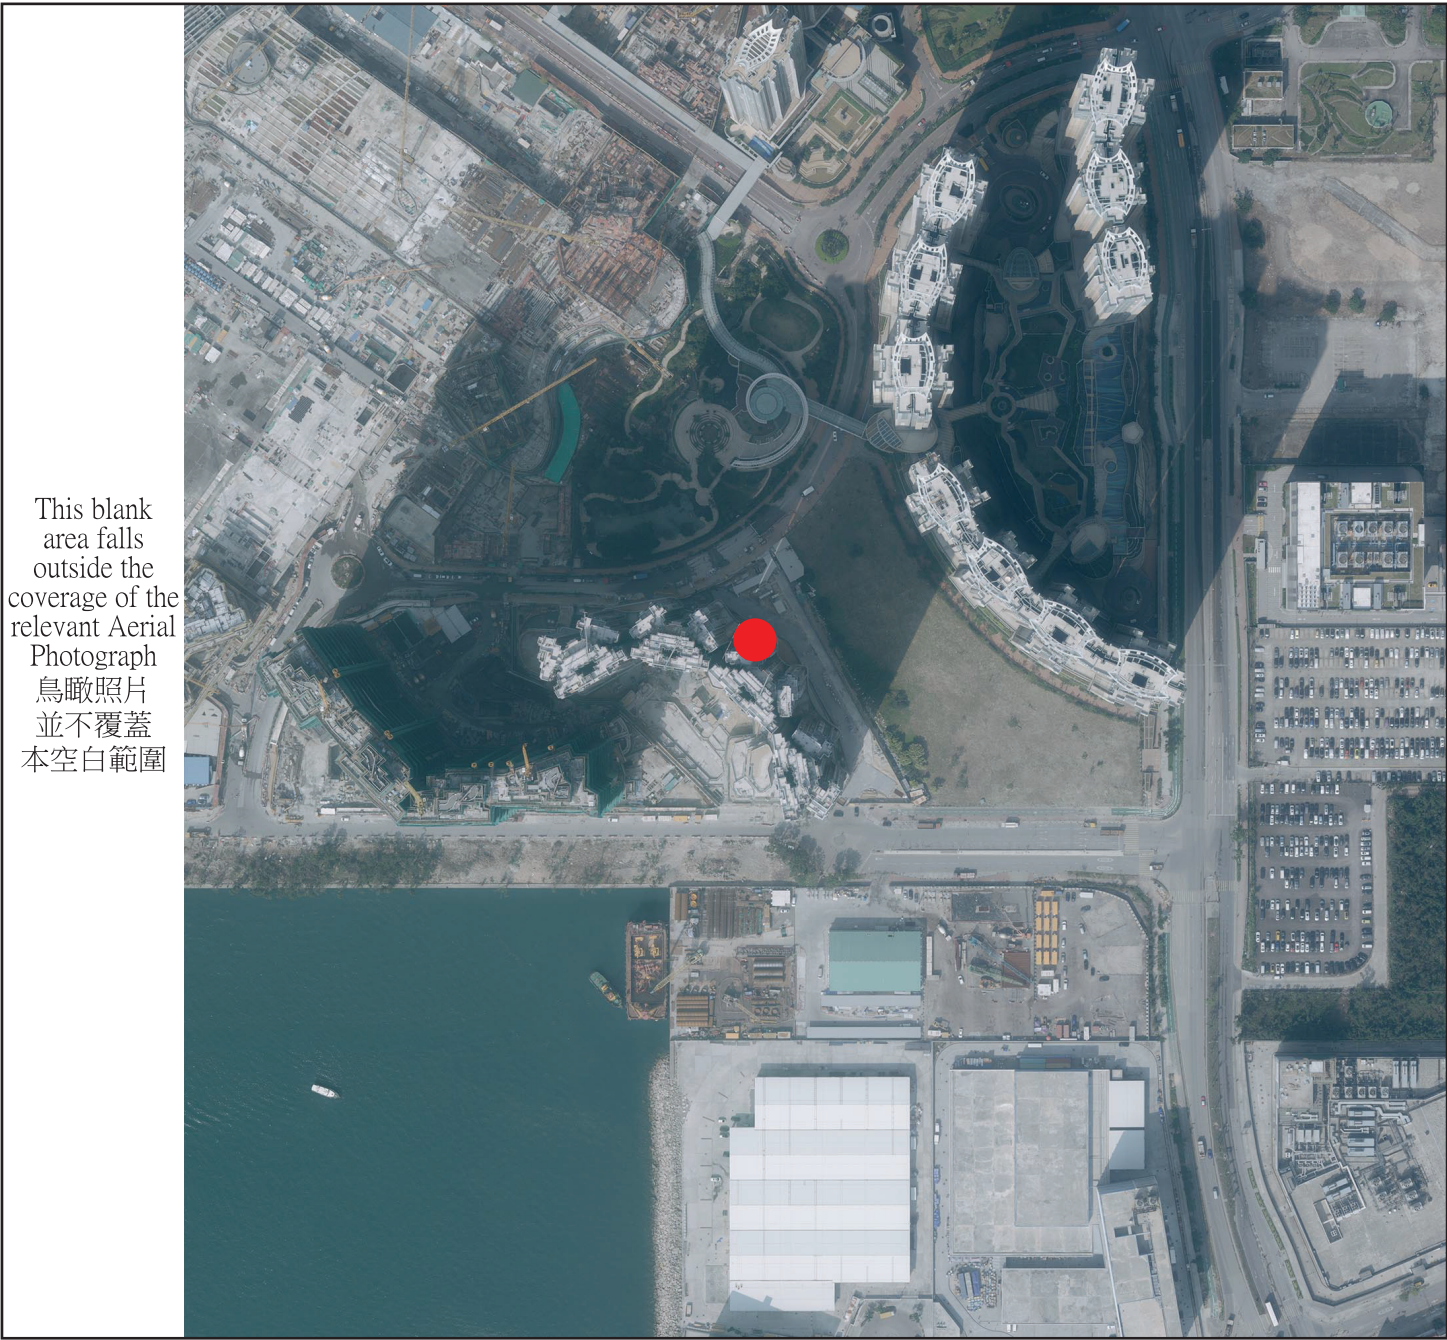 This blank
area falls
outside the
coverage of the
relevant Aerial
Photograph
鳥瞰照片
並不覆蓋
本空白範圍